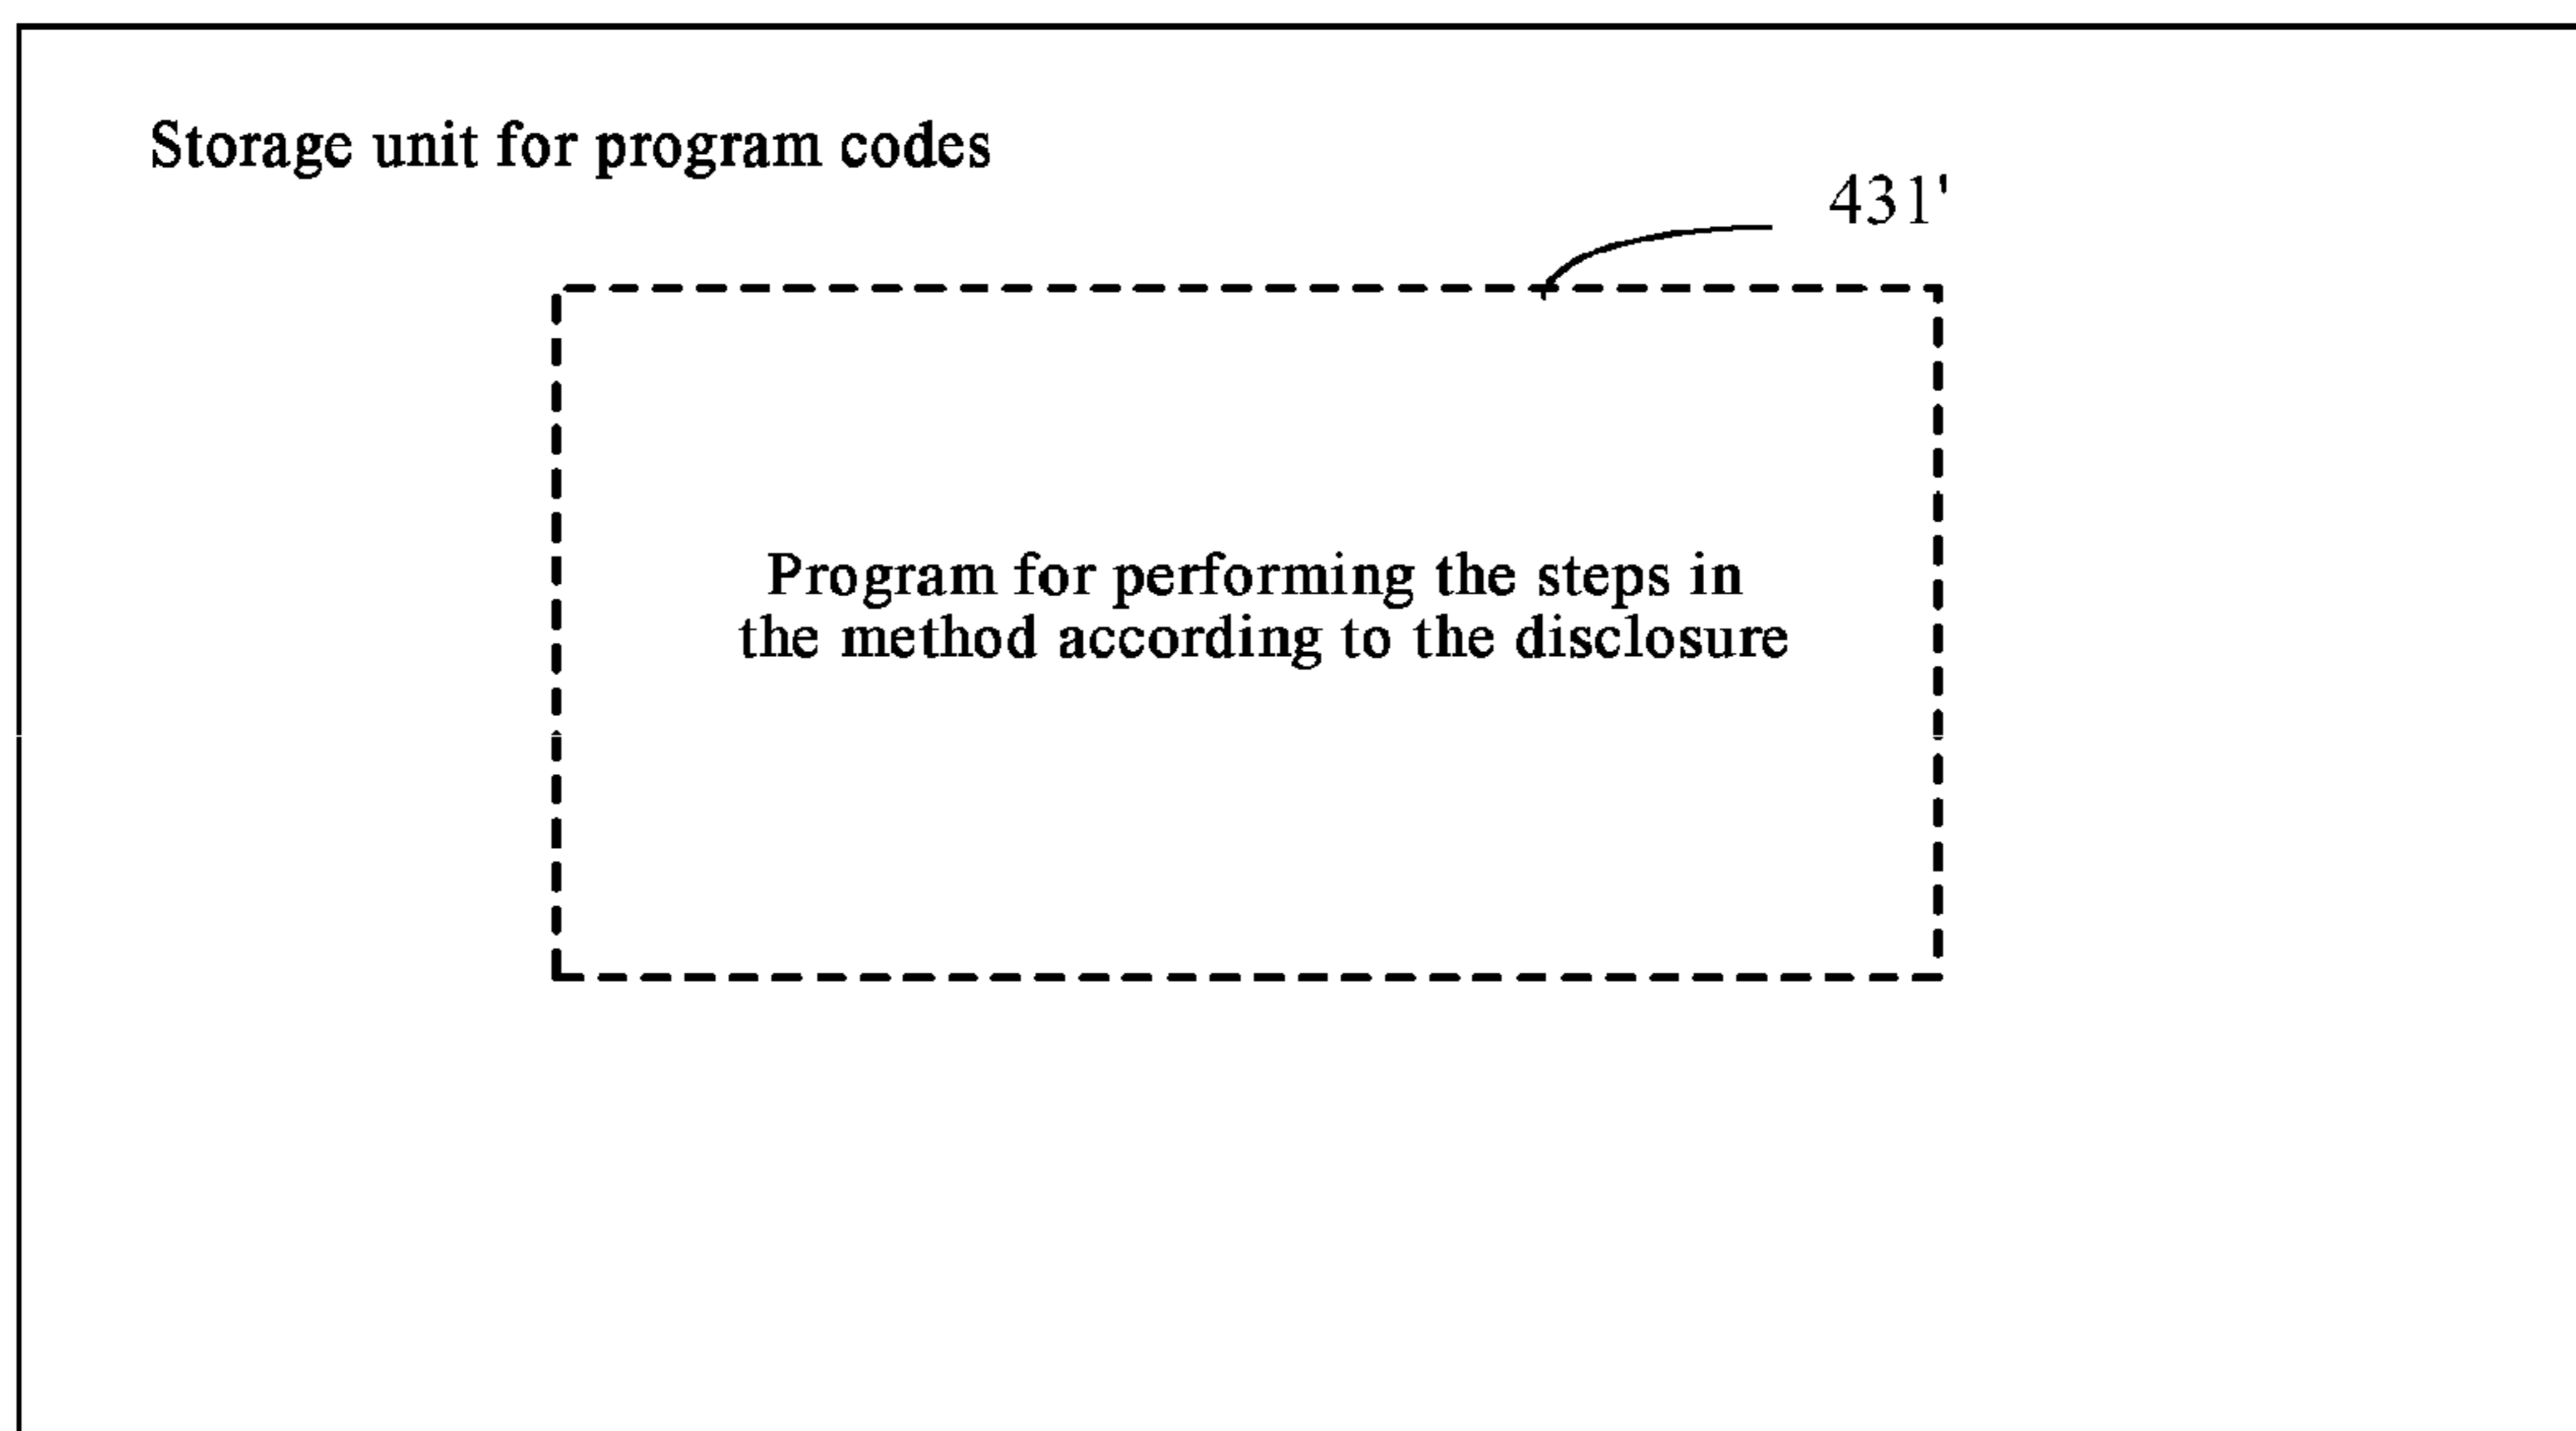 Storage unit for program codes
431'
Program for performing the steps in
the method according to the disclosure